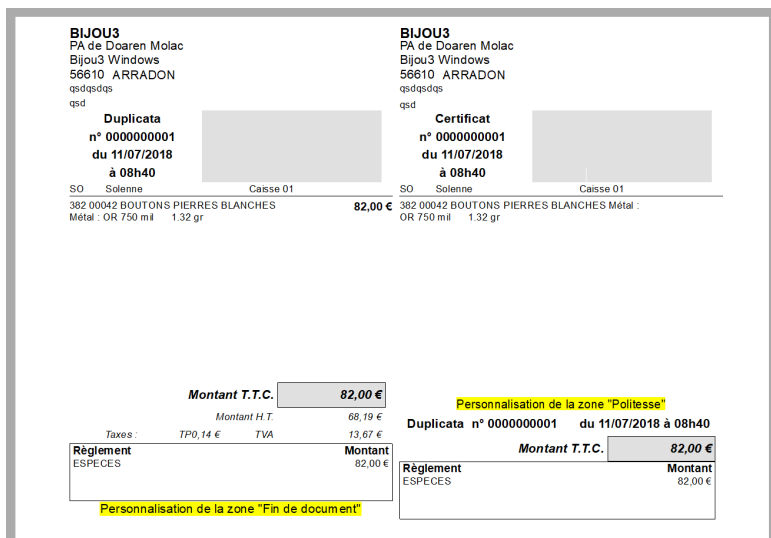 BIJOU3
PA de Doaren Molac
Bijou3 Windows
56610 ARRADON
qsdqsdqs
qsd
Duplicata
n° 0000000001
du 11/07/2018
à 08h40
SO Solenne Caisse 01
382 00042 BOUTONS PIERRES BLANCHES 82,00 €
Métal : OR 750 mil 1.32 gr
Montant T.T.C. 82,00 €
Montant H.T. 68,19 €
Taxes : TP0,14 € TVA 13,67 €
Règlement Montant
ESPECES 82,00 €
Personnalisation de la zone "Fin de document"
BIJOU3
PA de Doaren Molac
Bijou3 Windows
56610 ARRADON
qsdqsdqs
qsd
Certificat
n° 0000000001
du 11/07/2018
à 08h40
SO Solenne Caisse 01
382 00042 BOUTONS PIERRES BLANCHES Métal :
OR 750 mil 1.32 gr
Personnalisation de la zone "Politesse"
Duplicata n° 0000000001 du 11/07/2018 à 08h40
Montant T.T.C. 82,00 €
Règlement Montant
ESPECES 82,00 €